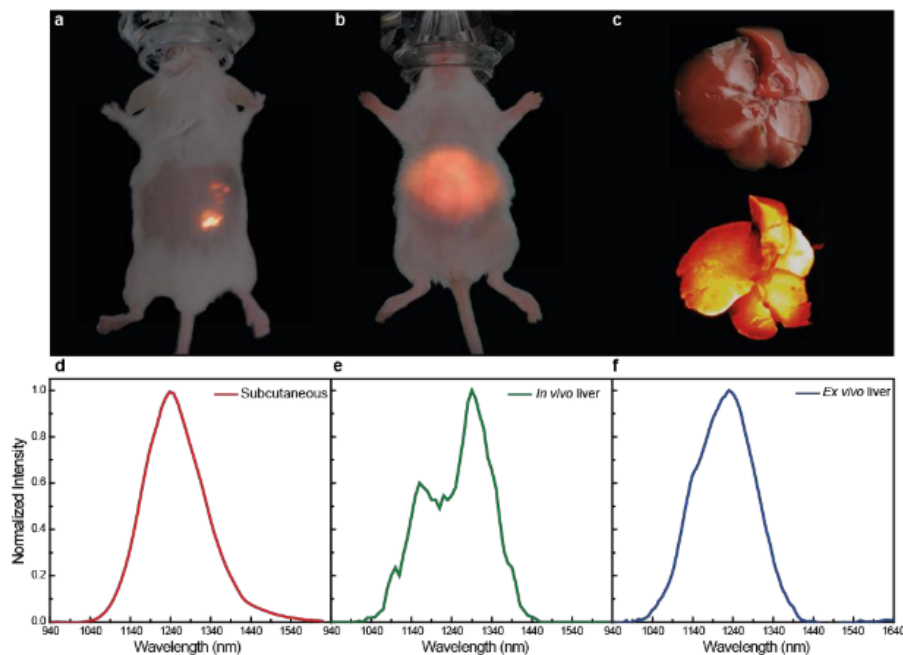 a b c
d e f
Subcutaneous In vivo liver Ex vivo liver
Normalized Intensity
1.0
0.8
0.6
0.4
0.2
0.0
940 1040 1140 1240 1340 1440 1540 940 1040 1140 1240 1340 1440 1540 940 1040 1140 1240 1340 1440 1540 1640
Wavelength (nm) Wavelength (nm) Wavelength (nm)